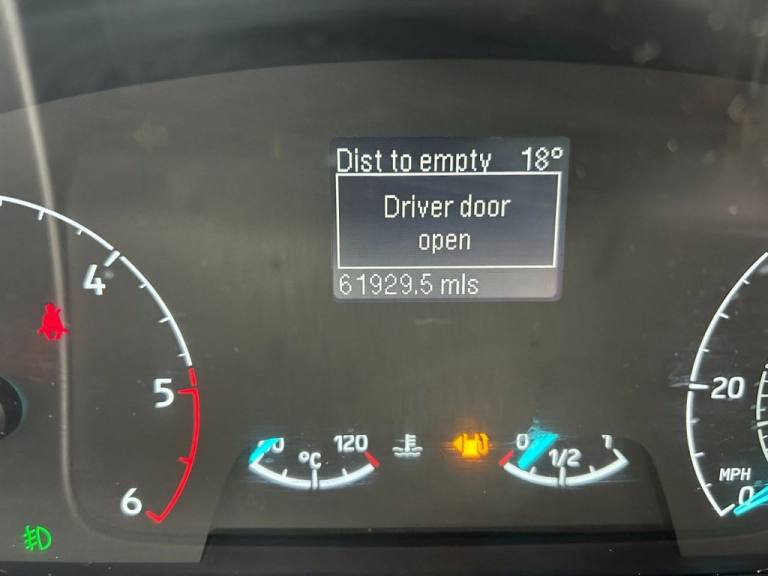 Dist to empty 18°
Driver door
open
61929.5 mls
4
5
6
120
°C
0
1/2
1
20
MPH
0